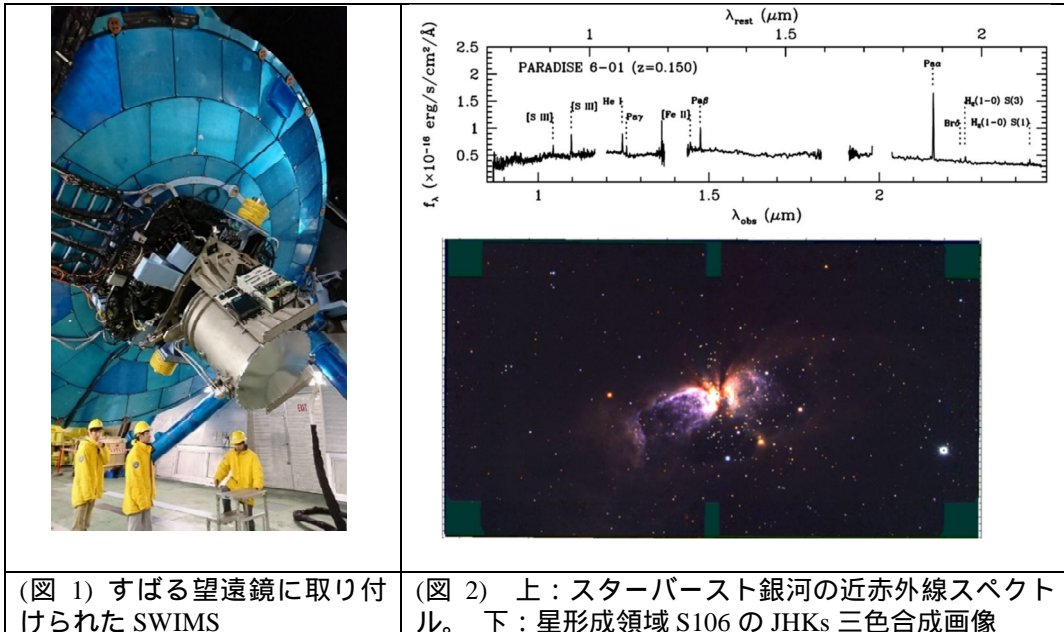 λrest (μm)
1 1.5 2
2.5
2
1.5
1
0.5
fλ (×10⁻¹⁶ erg/s/cm²/Å)
PARADISE 6-01 (z=0.150)
[S III]
[S III]
He I
Paγ
[Fe II]
Paβ
Paα
Brδ
H₂(1-0) S(3)
H₂(1-0) S(1)
1 1.5 2
λobs (μm)
EXIT
(図 1) すばる望遠鏡に取り付
けられた SWIMS
(図 2) 上：スターバースト銀河の近赤外線スペクト
ル。 下：星形成領域 S106 の JHKs 三色合成画像